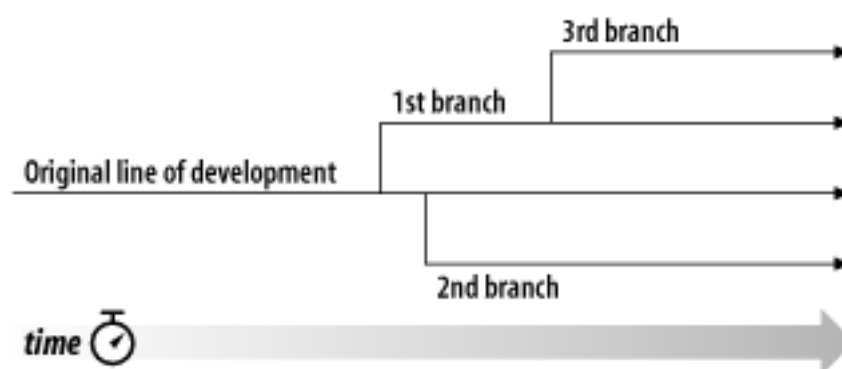 3rd branch
1st branch
Original line of development
2nd branch
time